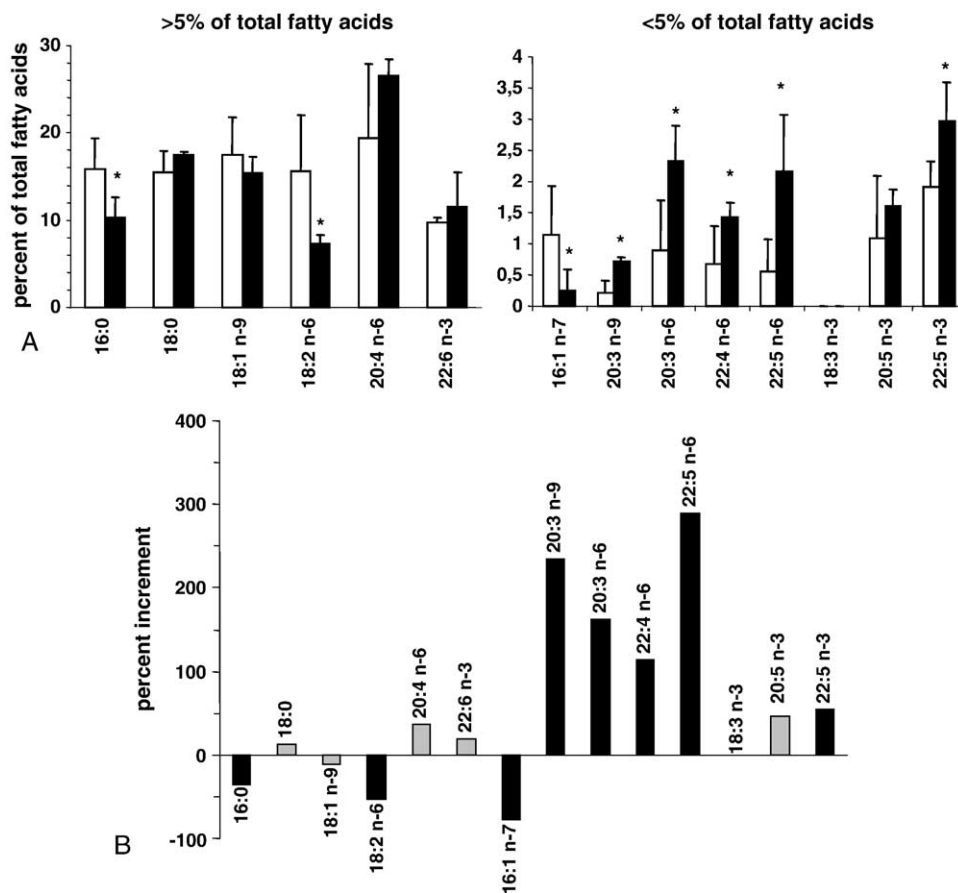 >5% of total fatty acids
<5% of total fatty acids
percent of total fatty acids
30
20
10
0
4
3,5
3
2,5
2
1,5
1
0,5
0
*
*
*
*
*
*
*
*
16:0
18:0
18:1 n-9
18:2 n-6
20:4 n-6
22:6 n-3
16:1 n-7
20:3 n-9
20:3 n-6
22:4 n-6
22:5 n-6
18:3 n-3
20:5 n-3
22:5 n-3
A
percent increment
400
300
200
100
0
-100
16:0
18:0
18:1 n-9
18:2 n-6
20:4 n-6
22:6 n-3
16:1 n-7
20:3 n-9
20:3 n-6
22:4 n-6
22:5 n-6
18:3 n-3
20:5 n-3
22:5 n-3
B